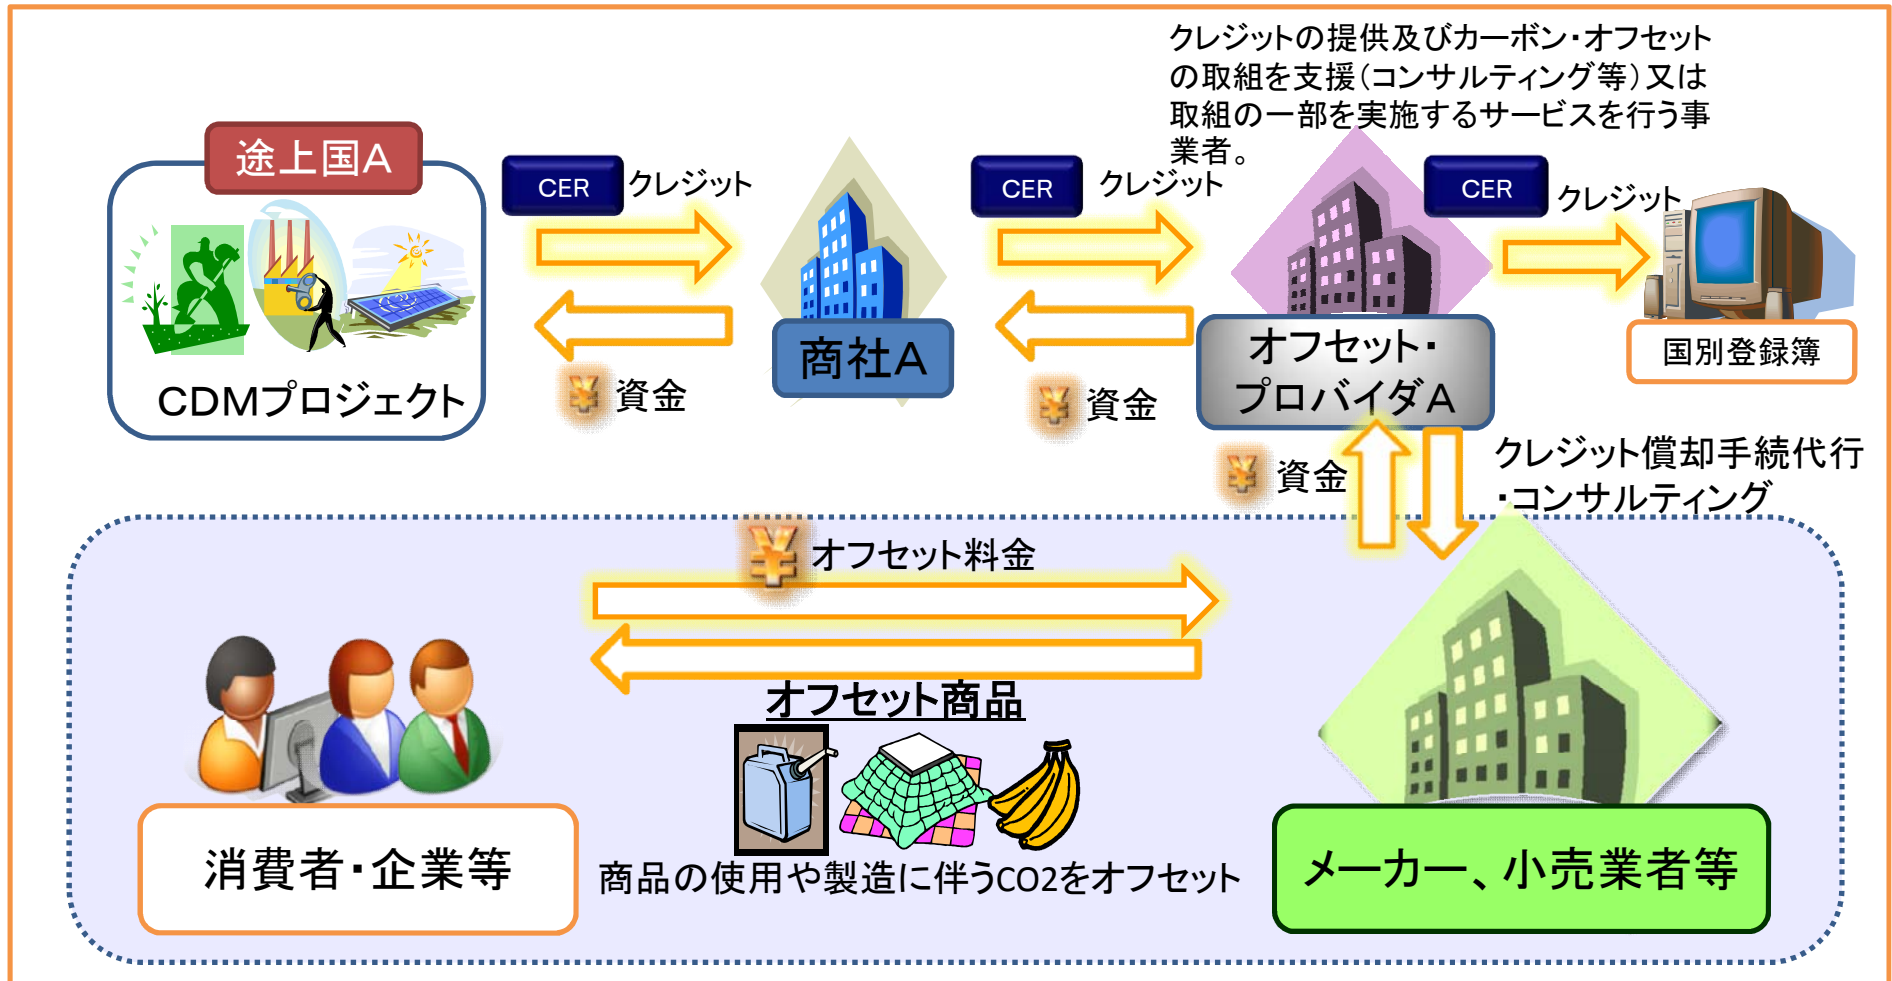 クレジットの提供及びカーボン・オフセット
の取組を支援（コンサルティング等）又は
取組の一部を実施するサービスを行う事
業者。
途上国A
CER
クレジット
CER
クレジット
CER
クレジット
CDMプロジェクト
商社A
オフセット・
プロバイダA
国別登録簿
¥
資金
¥
資金
¥
資金
クレジット償却手続代行
・コンサルティング
¥
オフセット料金
オフセット商品
商品の使用や製造に伴うCO2をオフセット
消費者・企業等
メーカー、小売業者等